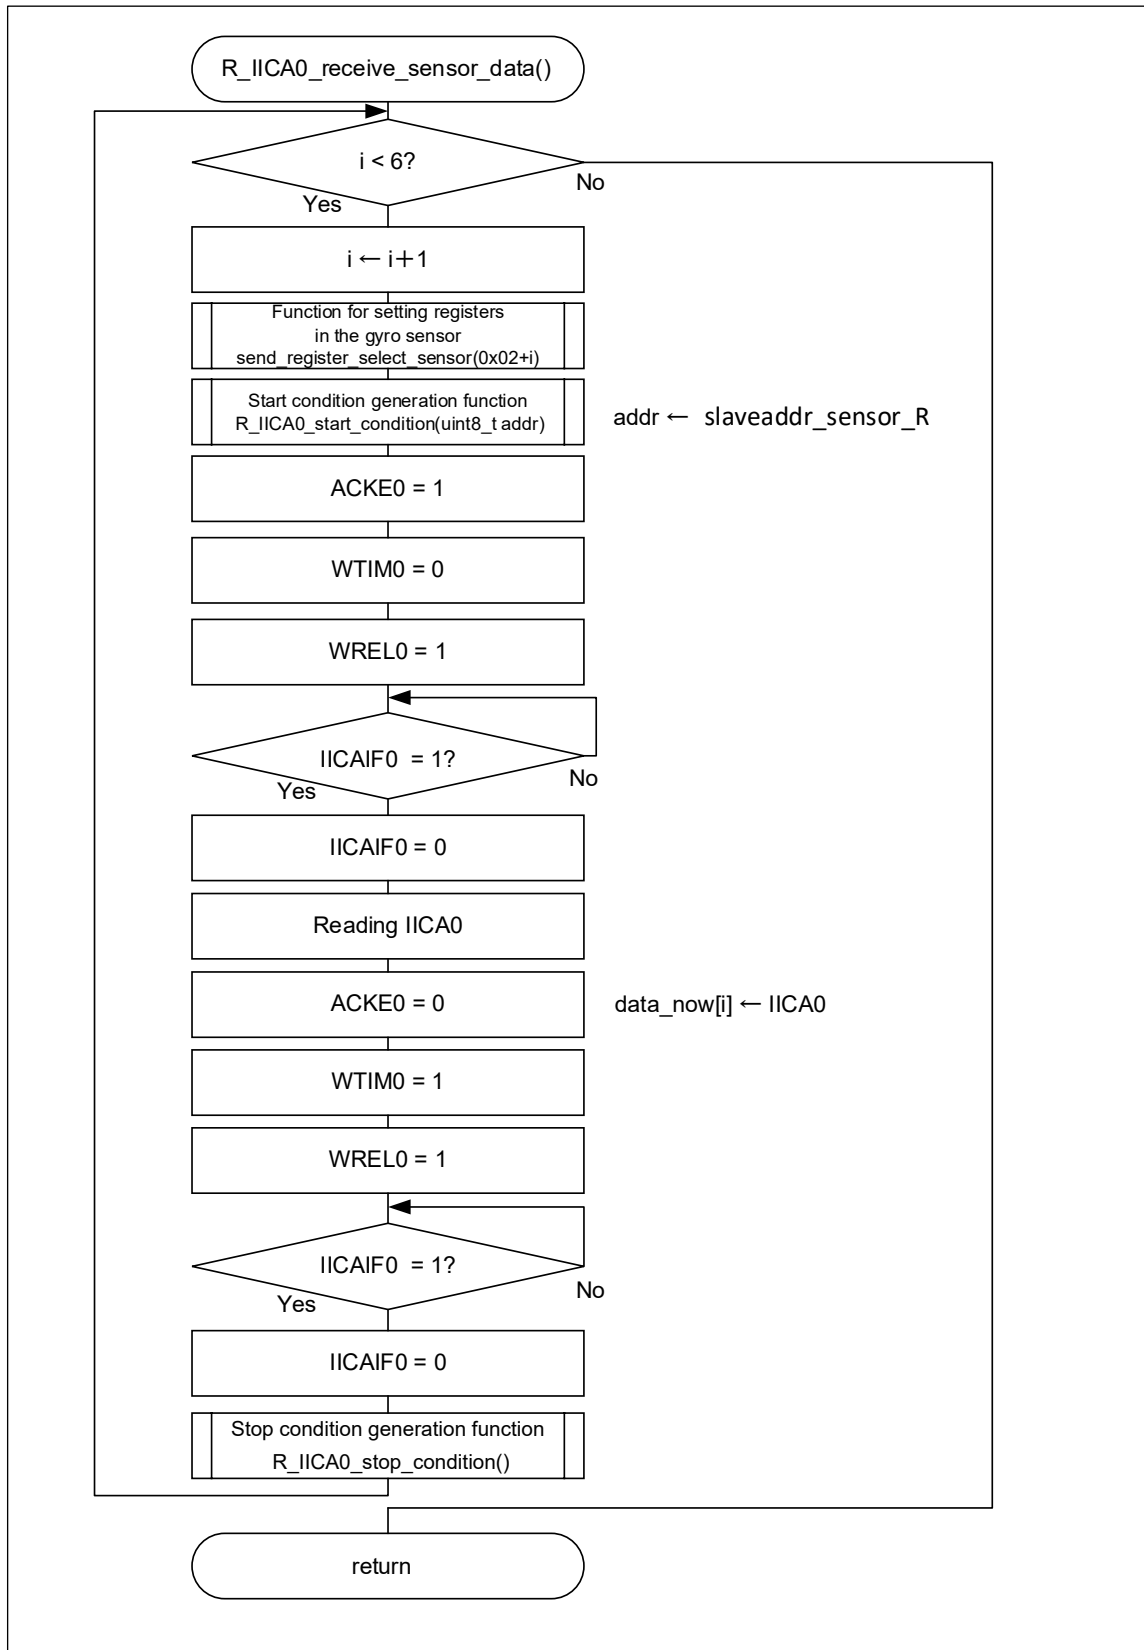 R_IICA0_receive_sensor_data()
i < 6?
No
Yes
i ← i＋1
Function for setting registers
in the gyro sensor
send_register_select_sensor(0x02+i)
Start condition generation function
R_IICA0_start_condition(uint8_t addr)
addr ← slaveaddr_sensor_R
ACKE0 = 1
WTIM0 = 0
WREL0 = 1
IICAIF0 = 1?
No
Yes
IICAIF0 = 0
Reading IICA0
ACKE0 = 0
data_now[i] ← IICA0
WTIM0 = 1
WREL0 = 1
IICAIF0 = 1?
No
Yes
IICAIF0 = 0
Stop condition generation function
R_IICA0_stop_condition()
return